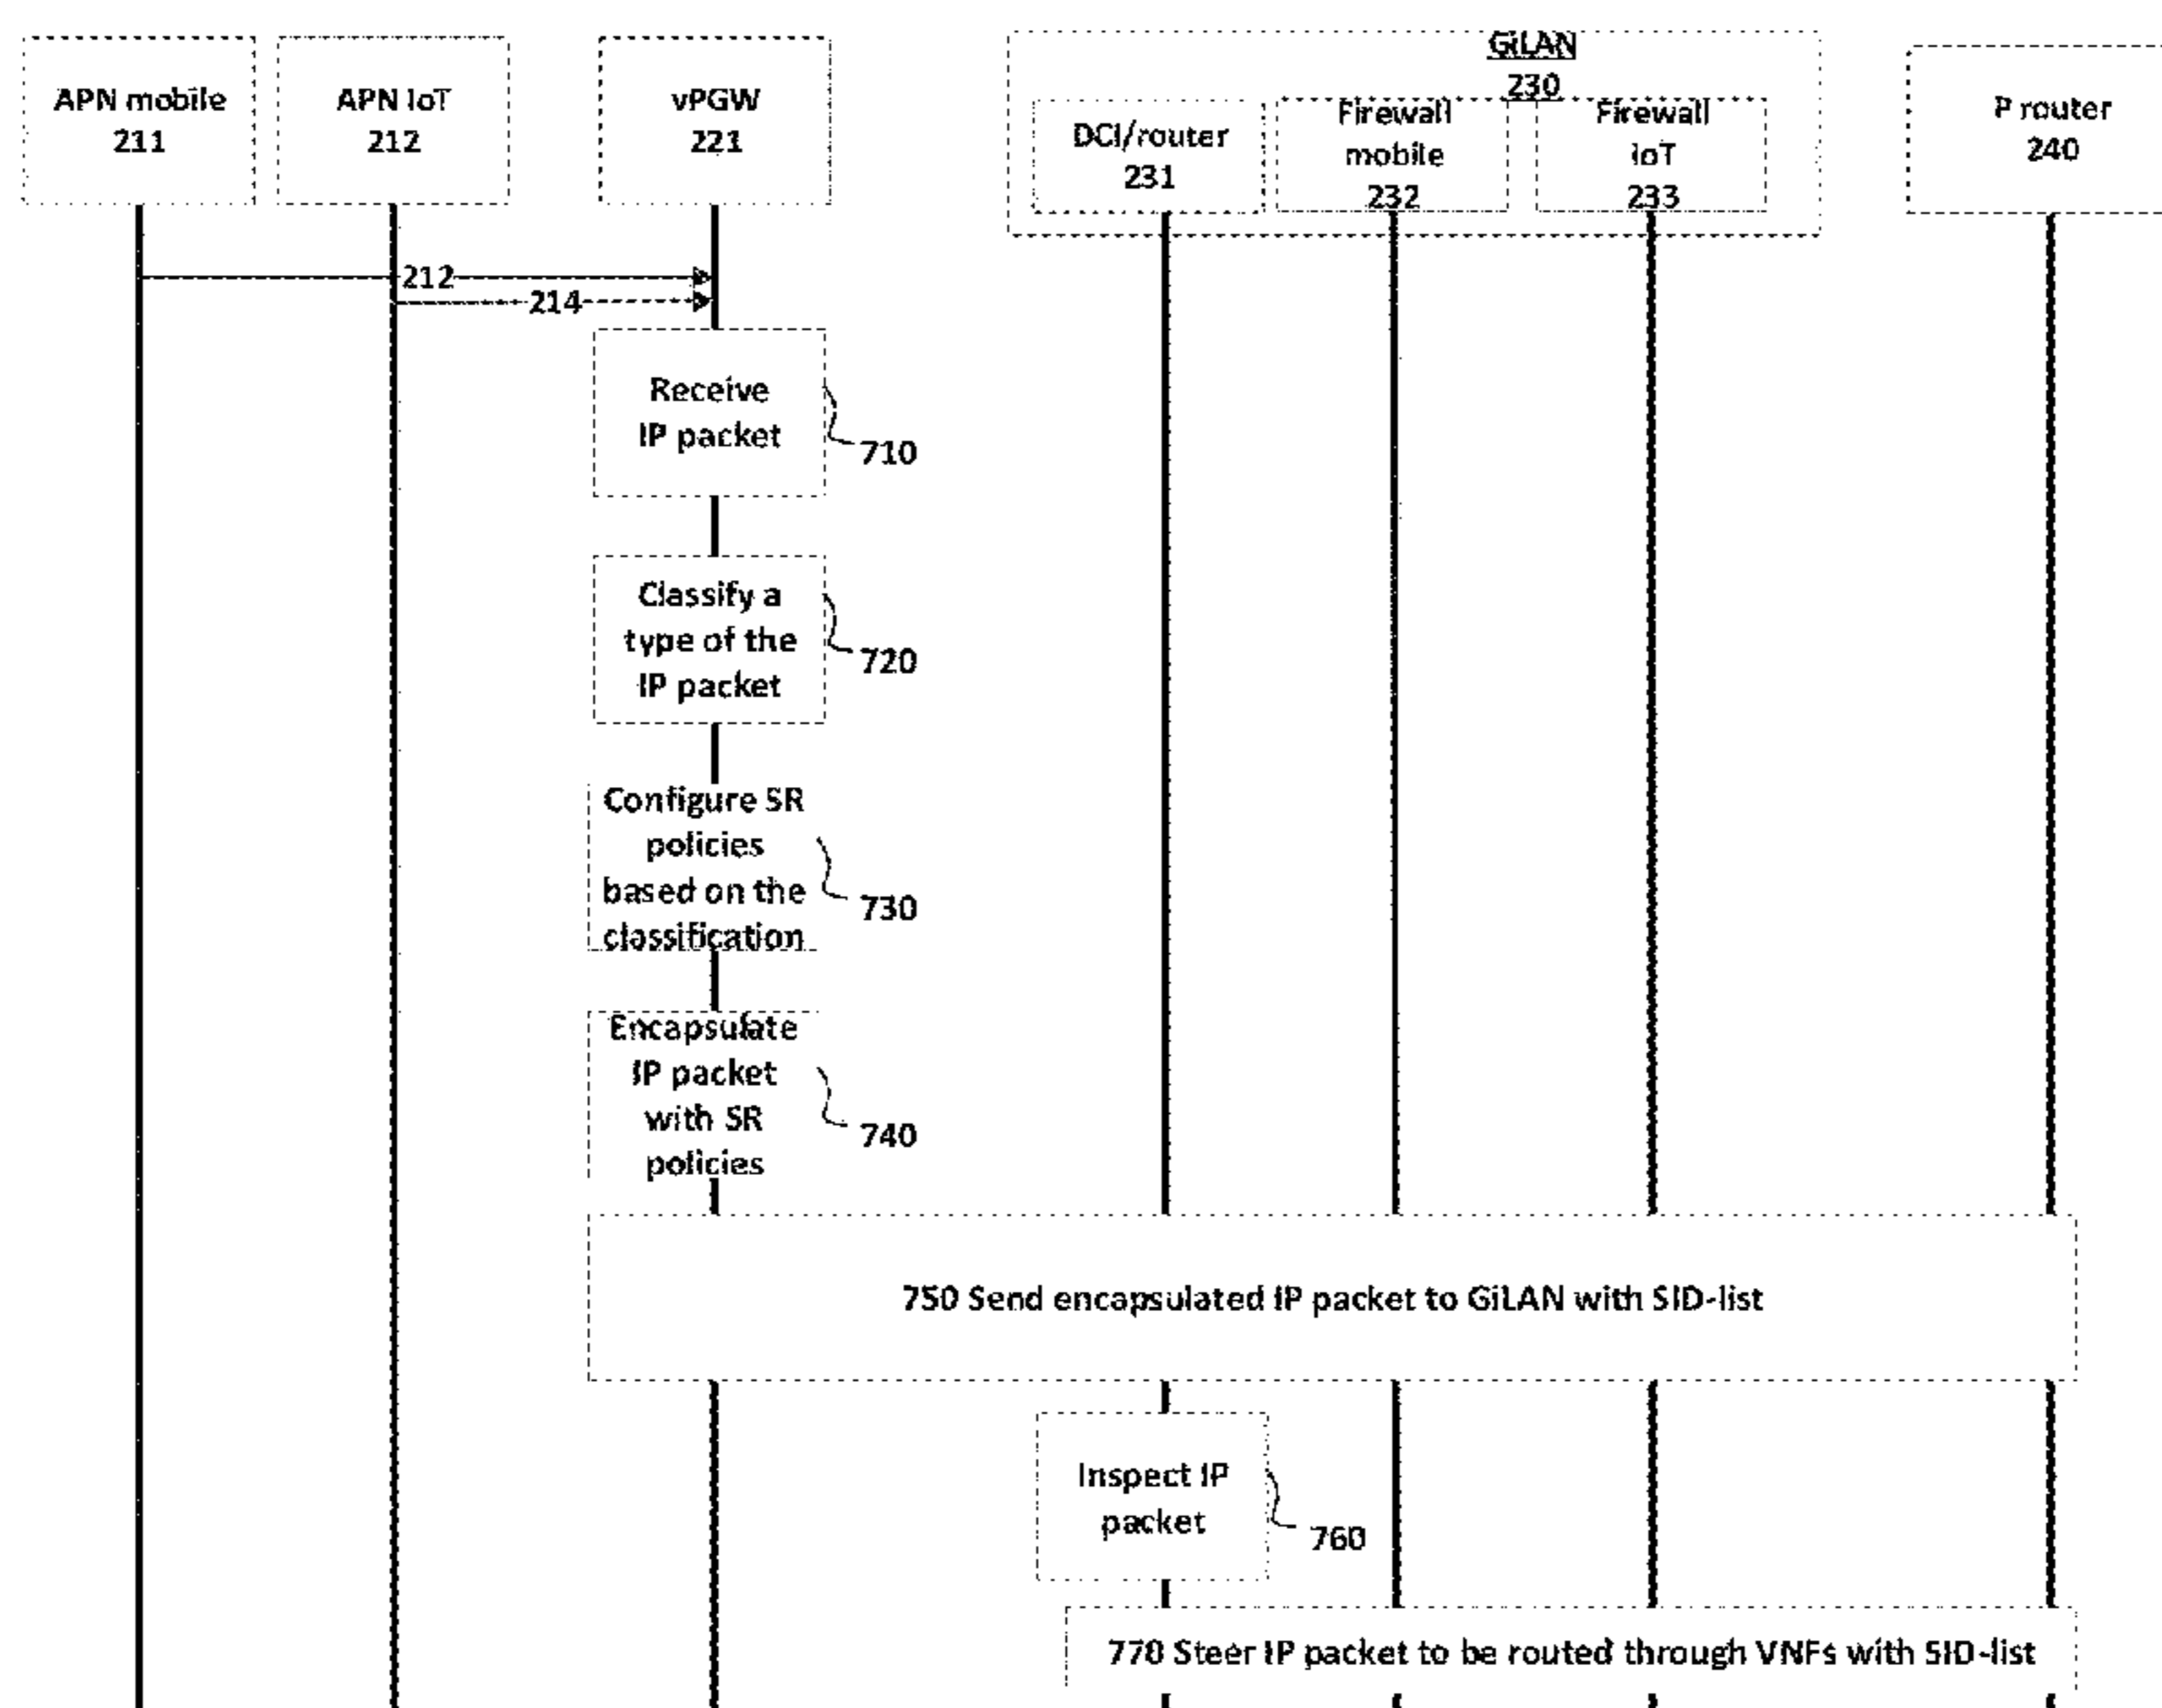 APN mobile
211
APN IoT
212
vPGW
221
GiLAN
230
DCI/router
231
Firewall
mobile
232
Firewall
IoT
233
P router
240
212
214
Receive
IP packet
710
Classify a
type of the
IP packet
720
Configure SR
policies
based on the
classification
730
Encapsulate
IP packet
with SR
policies
740
750 Send encapsulated IP packet to GiLAN with SID-list
Inspect IP
packet
760
770 Steer IP packet to be routed through VNFs with SID-list